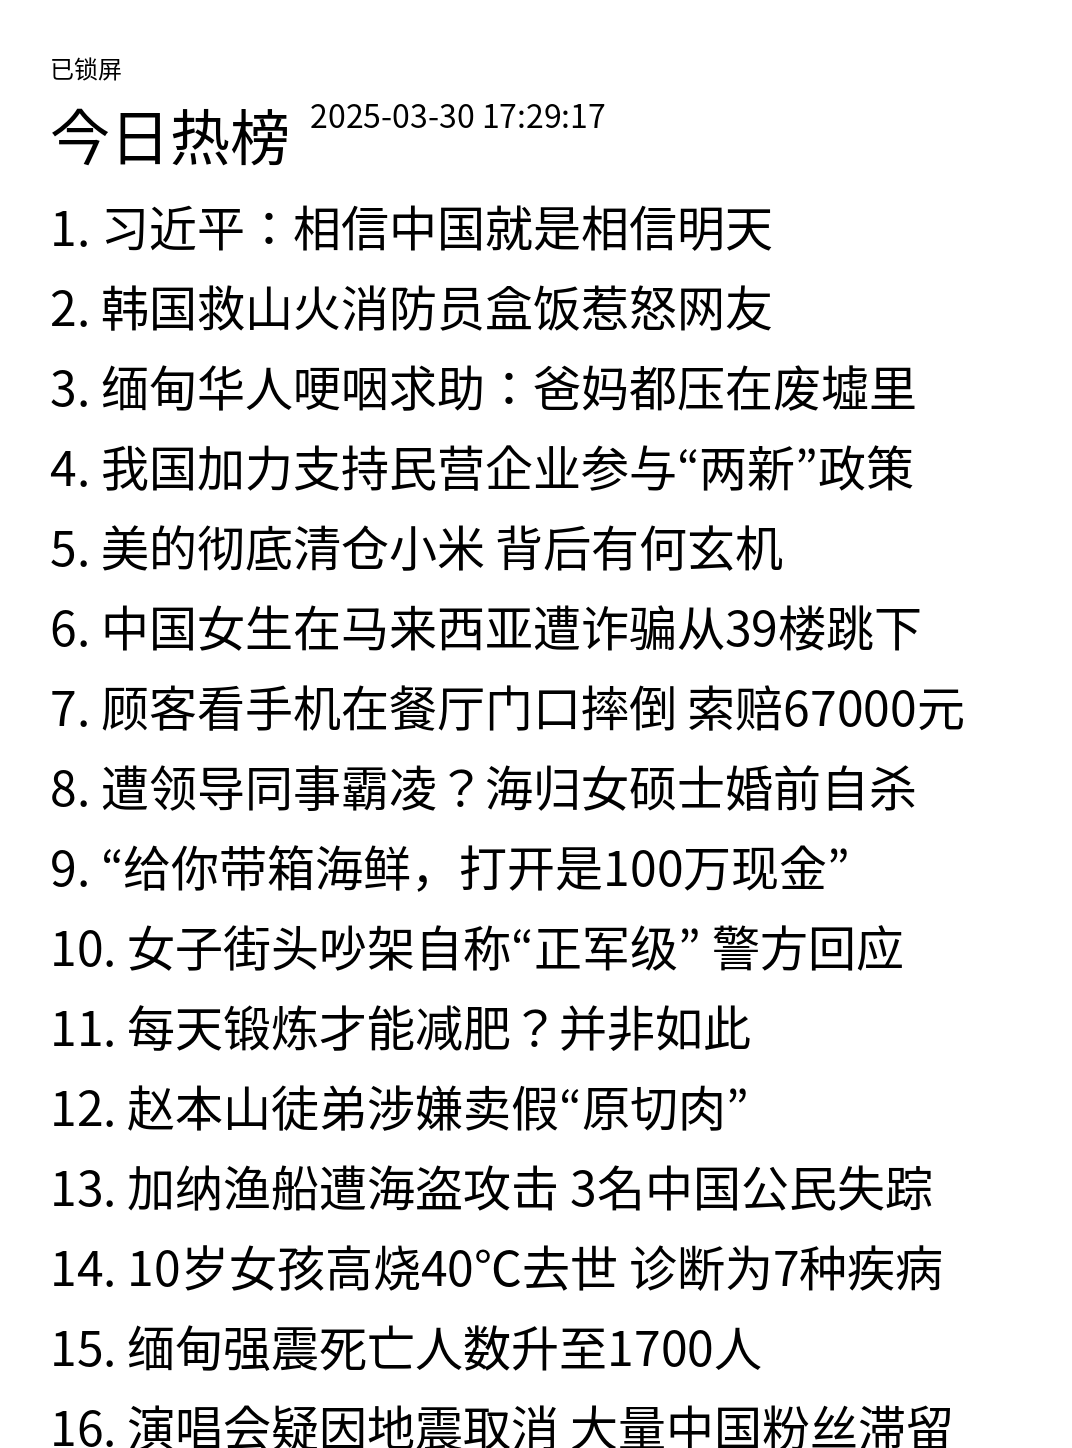 已锁屏
今日热榜 2025-03-30 17:29:17
1. 习近平：相信中国就是相信明天
2. 韩国救山火消防员盒饭惹怒网友
3. 缅甸华人哽咽求助：爸妈都压在废墟里
4. 我国加力支持民营企业参与“两新”政策
5. 美的彻底清仓小米 背后有何玄机
6. 中国女生在马来西亚遭诈骗从39楼跳下
7. 顾客看手机在餐厅门口摔倒 索赔67000元
8. 遭领导同事霸凌？海归女硕士婚前自杀
9. “给你带箱海鲜，打开是100万现金”
10. 女子街头吵架自称“正军级” 警方回应
11. 每天锻炼才能减肥？并非如此
12. 赵本山徒弟涉嫌卖假“原切肉”
13. 加纳渔船遭海盗攻击 3名中国公民失踪
14. 10岁女孩高烧40℃去世 诊断为7种疾病
15. 缅甸强震死亡人数升至1700人
16. 演唱会疑因地震取消 大量中国粉丝滞留